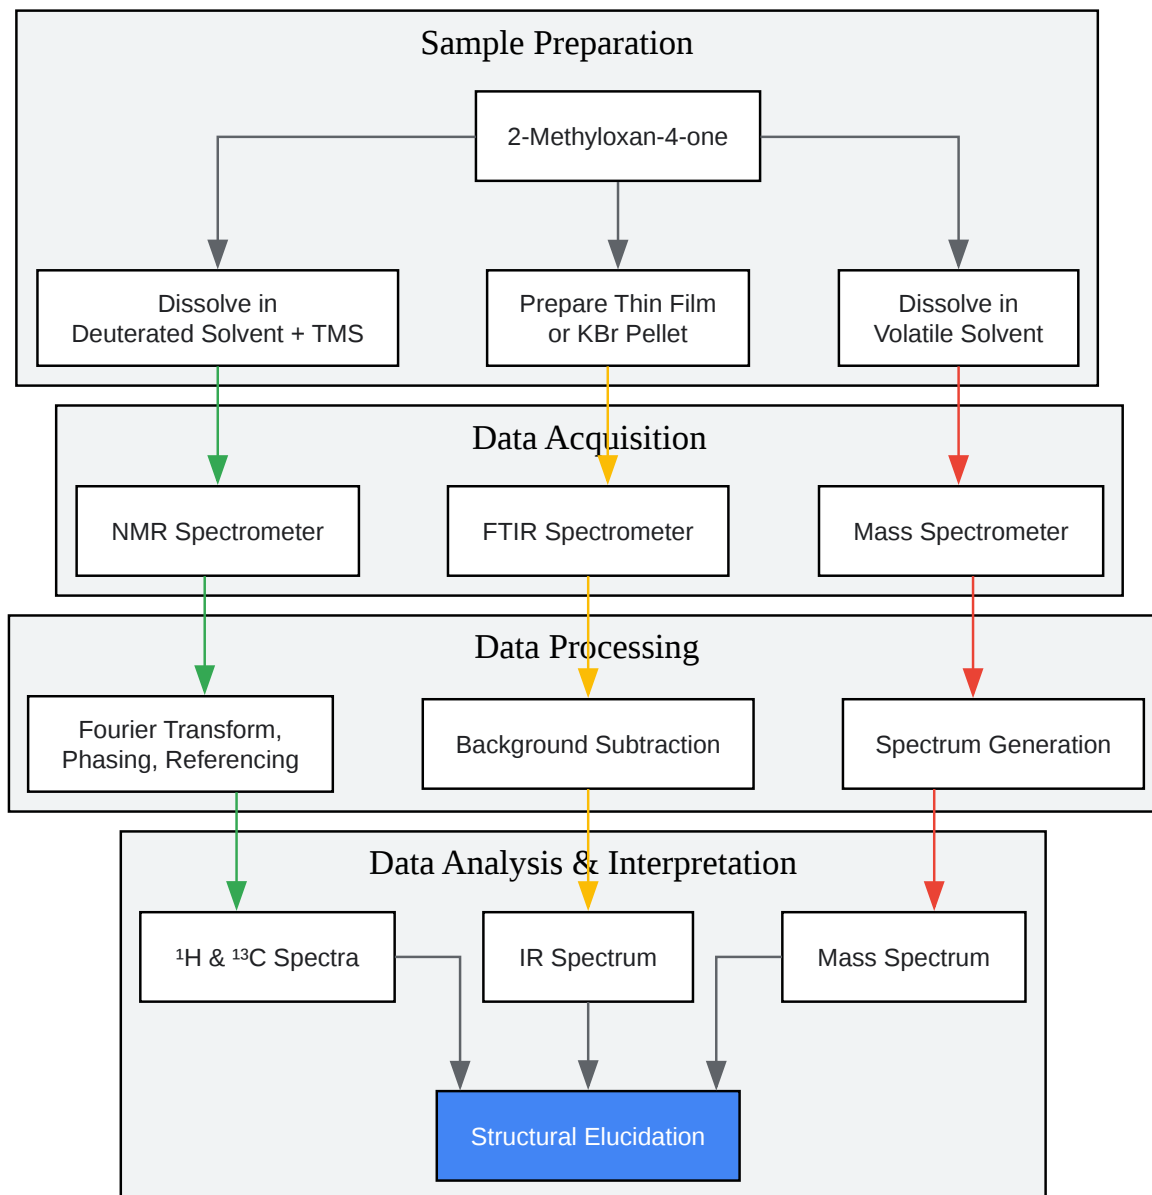 Sample Preparation
2-Methyloxan-4-one
Dissolve in
Deuterated Solvent + TMS
Prepare Thin Film
or KBr Pellet
Dissolve in
Volatile Solvent
Data Acquisition
NMR Spectrometer
FTIR Spectrometer
Mass Spectrometer
Data Processing
Fourier Transform,
Phasing, Referencing
Background Subtraction
Spectrum Generation
Data Analysis & Interpretation
¹H & ¹³C Spectra
IR Spectrum
Mass Spectrum
Structural Elucidation